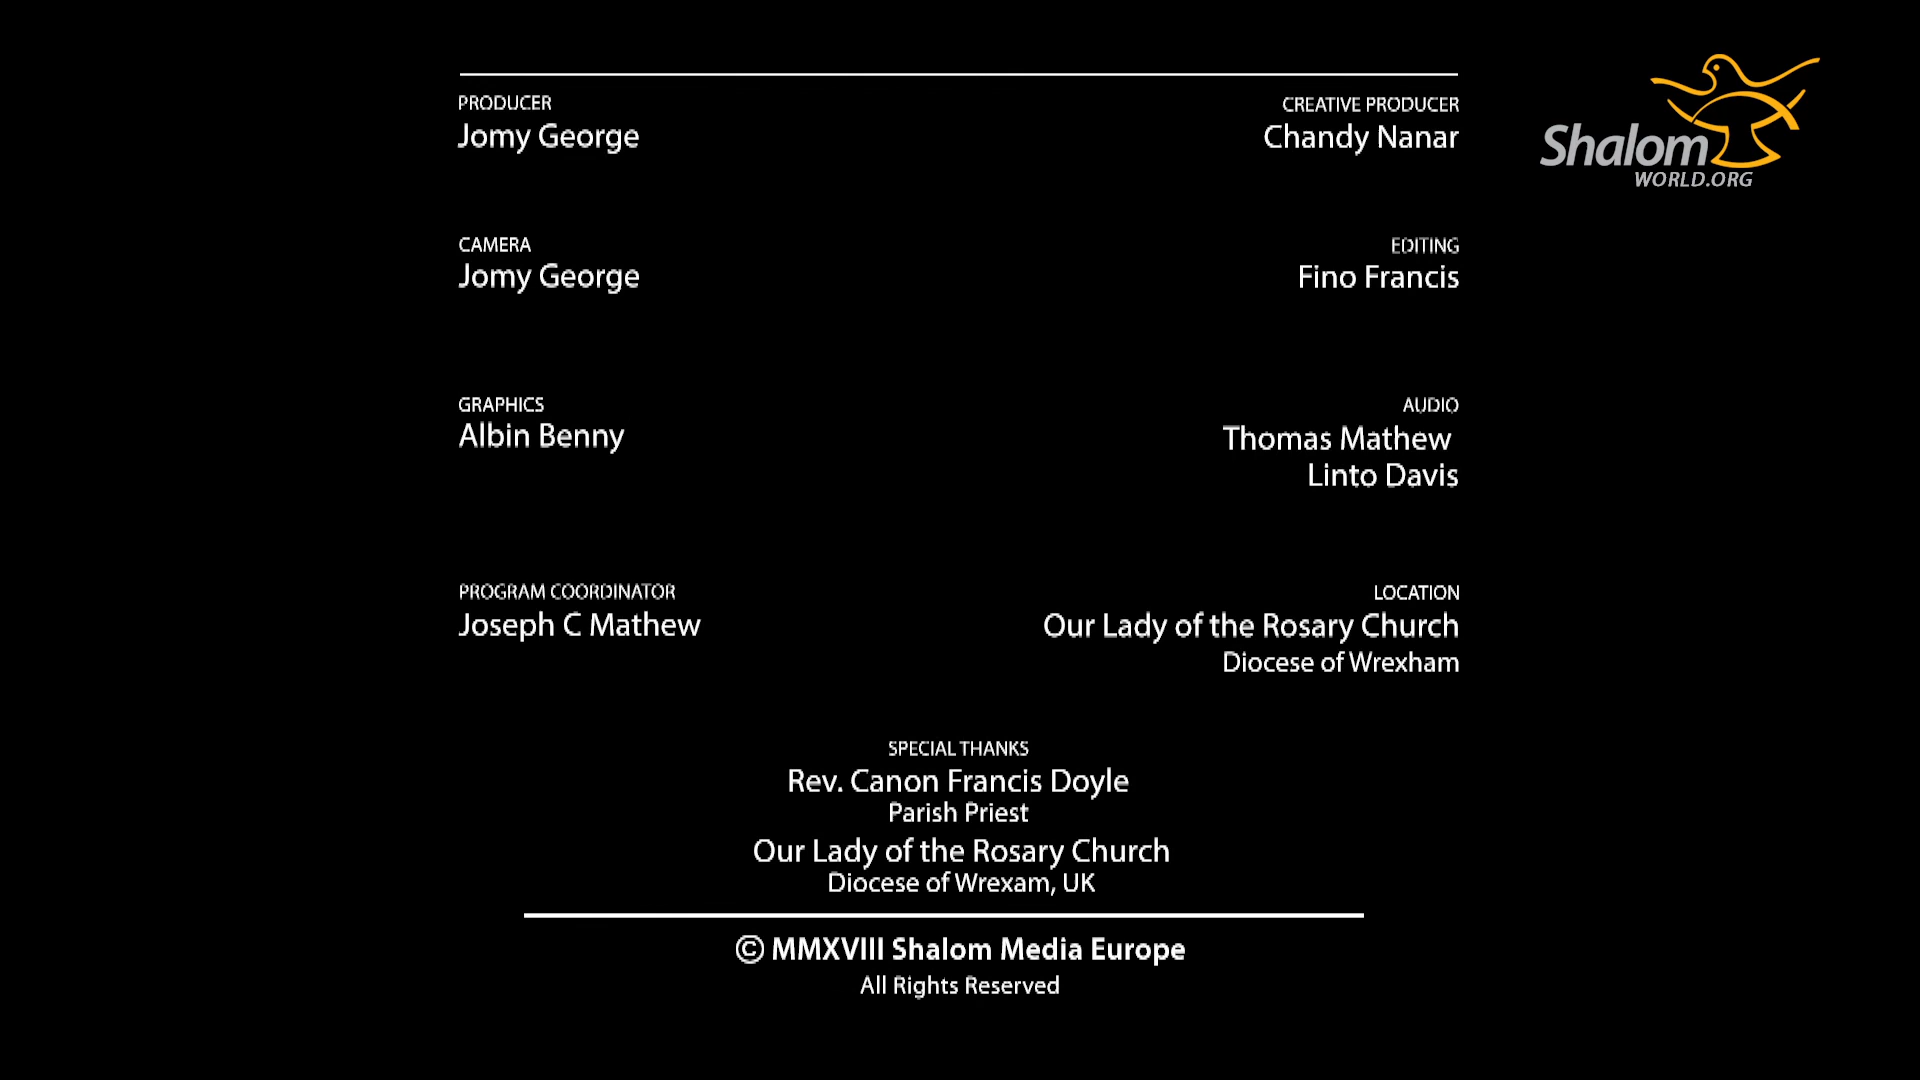 PRODUCER
Jomy George
CREATIVE PRODUCER
Chandy Nanar
Shalom
WORLD.ORG
CAMERA
Jomy George
EDITING
Fino Francis
GRAPHICS
Albin Benny
AUDIO
Thomas Mathew
Linto Davis
PROGRAM COORDINATOR
Joseph C Mathew
LOCATION
Our Lady of the Rosary Church
Diocese of Wrexham
SPECIAL THANKS
Rev. Canon Francis Doyle
Parish Priest
Our Lady of the Rosary Church
Diocese of Wrexam, UK
© MMXVIII Shalom Media Europe
All Rights Reserved